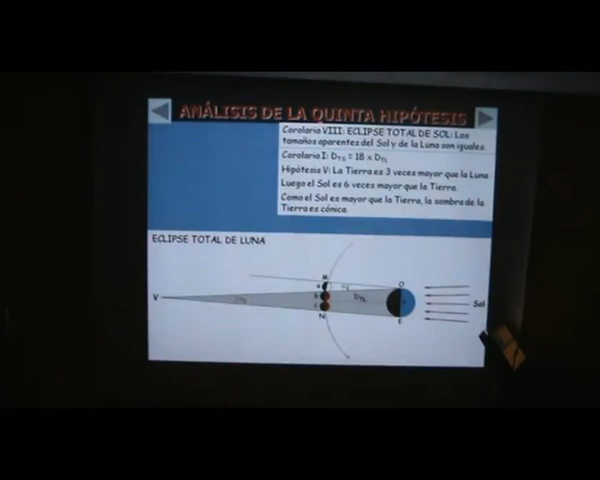 ANÁLISIS DE LA QUINTA HIPÓTESIS
Corolario VIII: ECLIPSE TOTAL DE SOL: Los
tamaños aparentes del Sol y de la Luna son iguales.
Corolario I: DTS = 18 x DTL
Hipótesis V: La Tierra es 3 veces mayor que la Luna
Luego el Sol es 6 veces mayor que la Tierra.
Como el Sol es mayor que la Tierra, la sombra de la
Tierra es cónica.
ECLIPSE TOTAL DE LUNA
M
O
V
DTL
Sol
N
E